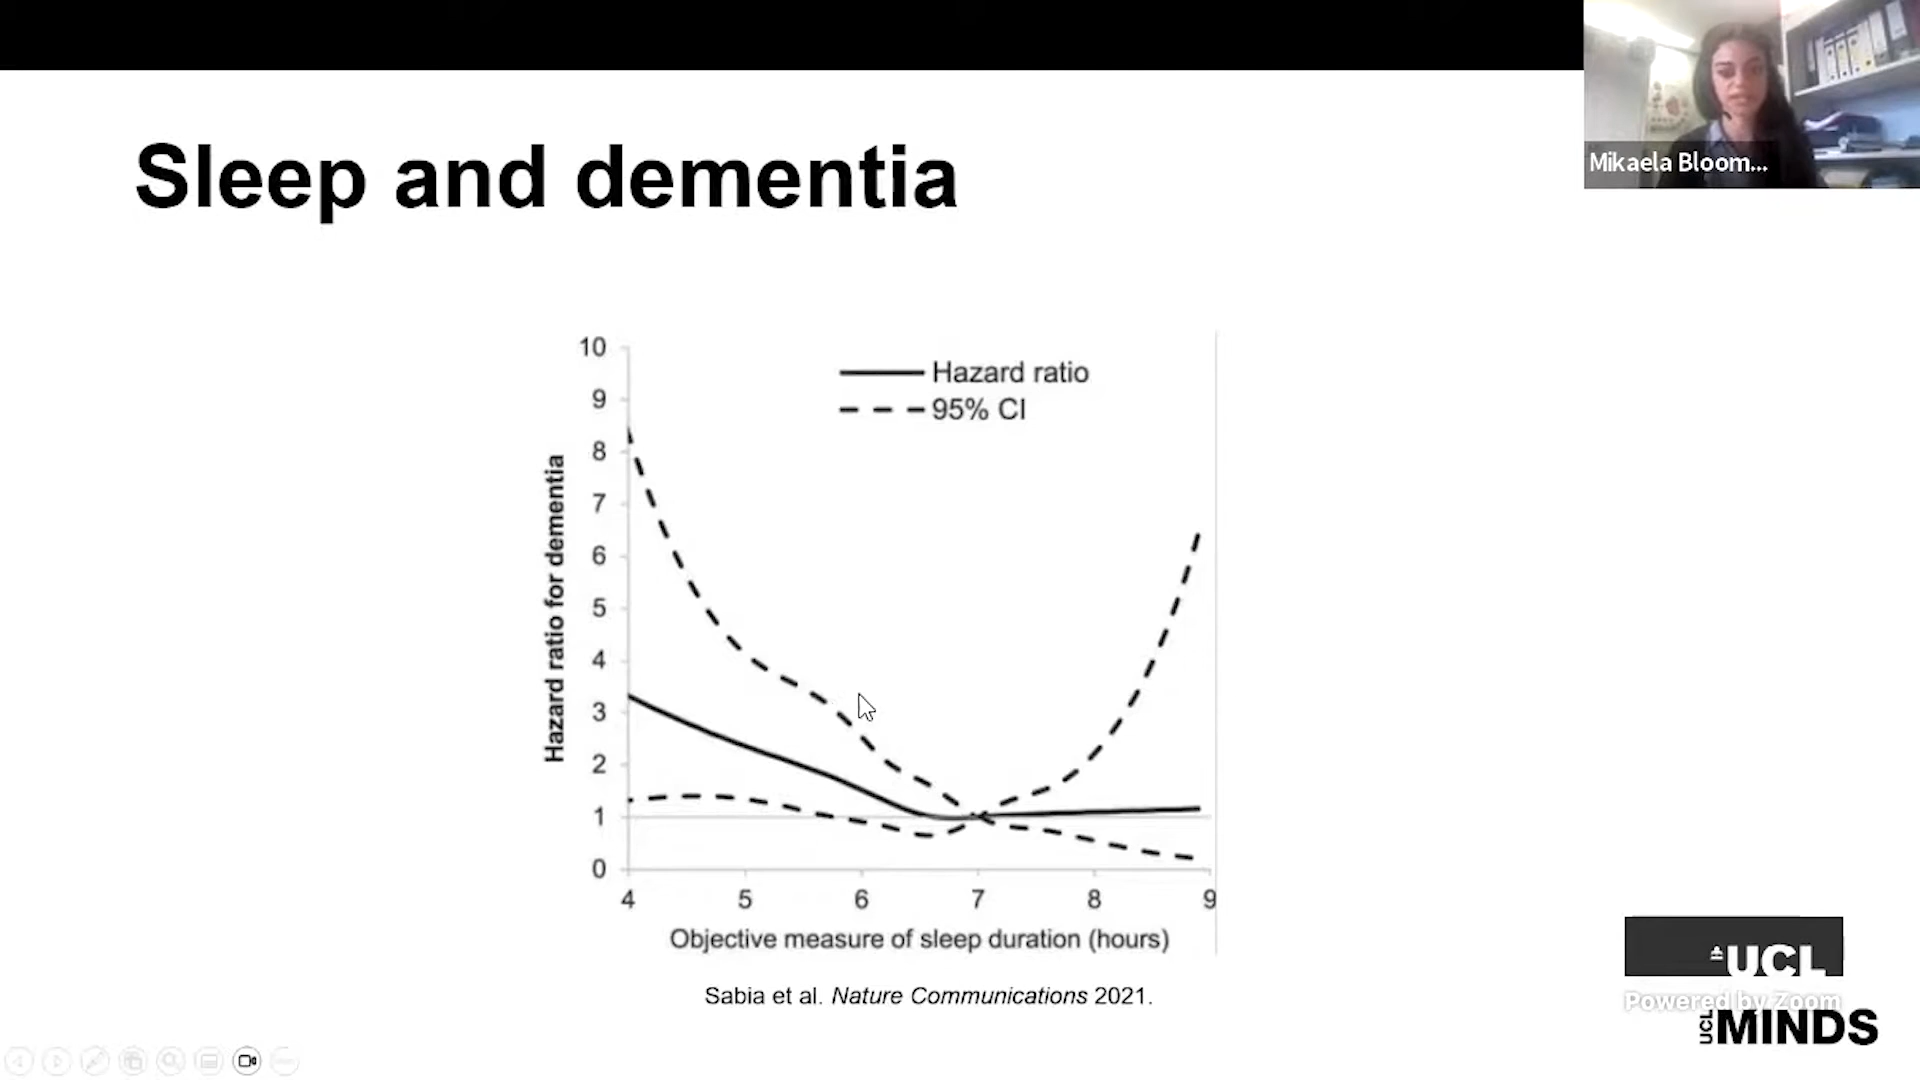 Mikaela Bloom...
Sleep and dementia
10
9
8
7
6
5
4
3
2
1
0
Hazard ratio for dementia
Hazard ratio
95% CI
4 5 6 7 8 9
Objective measure of sleep duration (hours)
Sabia et al. Nature Communications 2021.
UCL
Powered by Zoom
UCL MINDS